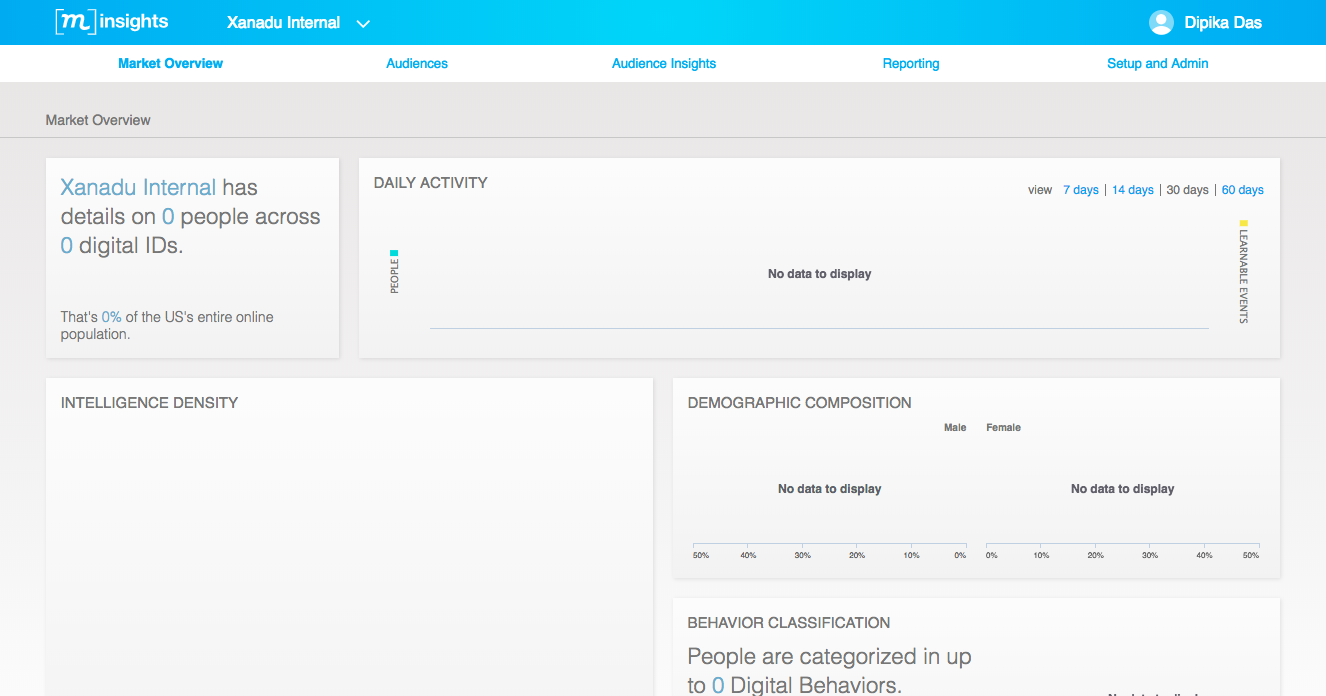 [m] insights
Xanadu Internal
Dipika Das
Market Overview
Audiences
Audience Insights
Reporting
Setup and Admin
Market Overview
Xanadu Internal has
details on 0 people across
0 digital IDs.
That's 0% of the US's entire online
population.
DAILY ACTIVITY
view 7 days | 14 days | 30 days | 60 days
PEOPLE
No data to display
LEARNABLE EVENTS
INTELLIGENCE DENSITY
DEMOGRAPHIC COMPOSITION
Male Female
No data to display
No data to display
50% 40% 30% 20% 10% 0%
0% 10% 20% 30% 40% 50%
BEHAVIOR CLASSIFICATION
People are categorized in up
to 0 Digital Behaviors.